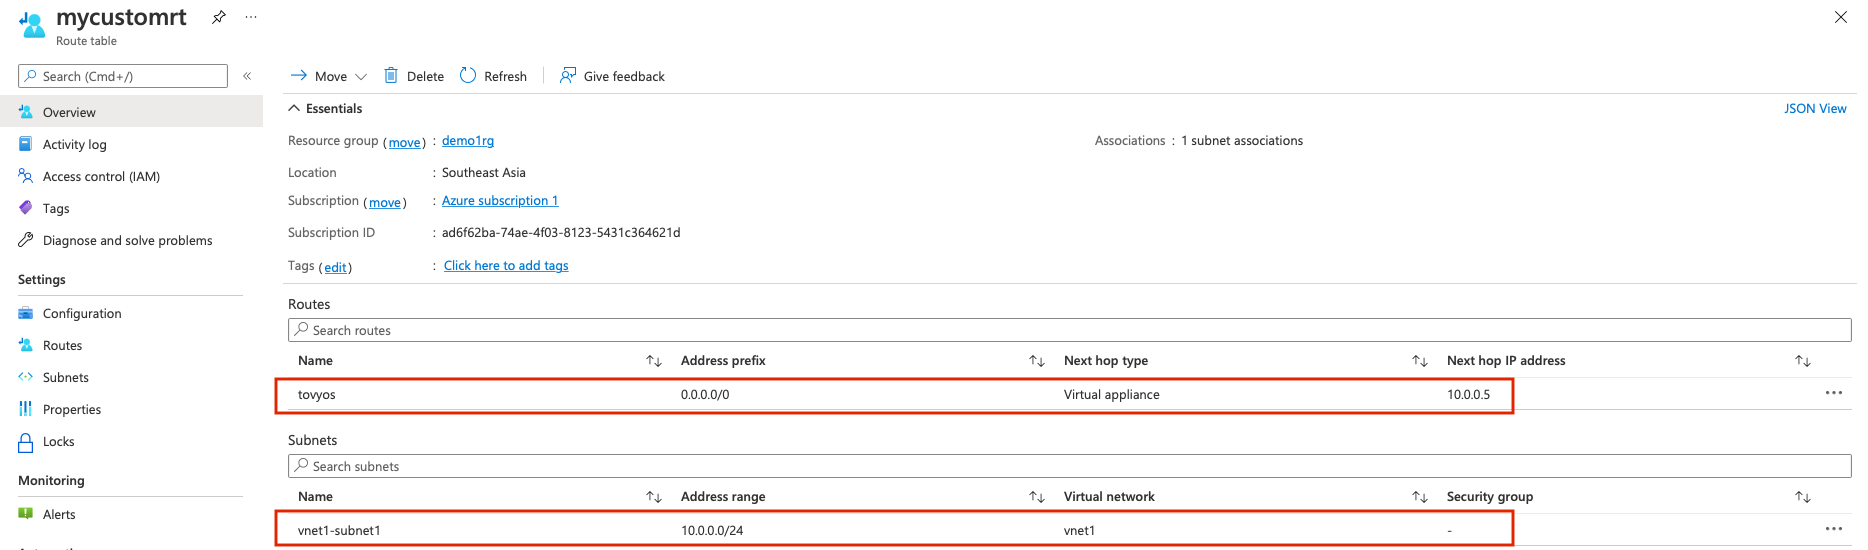 mycustomrt
Route table
Search (Cmd+/)
Overview
Activity log
Access control (IAM)
Tags
Diagnose and solve problems
Settings
Configuration
Routes
Subnets
Properties
Locks
Monitoring
Alerts
Move
Delete
Refresh
Give feedback
Essentials
JSON View
Resource group (move) : demo1rg
Associations : 1 subnet associations
Location : Southeast Asia
Subscription (move) : Azure subscription 1
Subscription ID : ad6f62ba-74ae-4f03-8123-5431c364621d
Tags (edit) : Click here to add tags
Routes
Search routes
Name Address prefix Next hop type Next hop IP address
tovyos 0.0.0.0/0 Virtual appliance 10.0.0.5
Subnets
Search subnets
Name Address range Virtual network Security group
vnet1-subnet1 10.0.0.0/24 vnet1 -